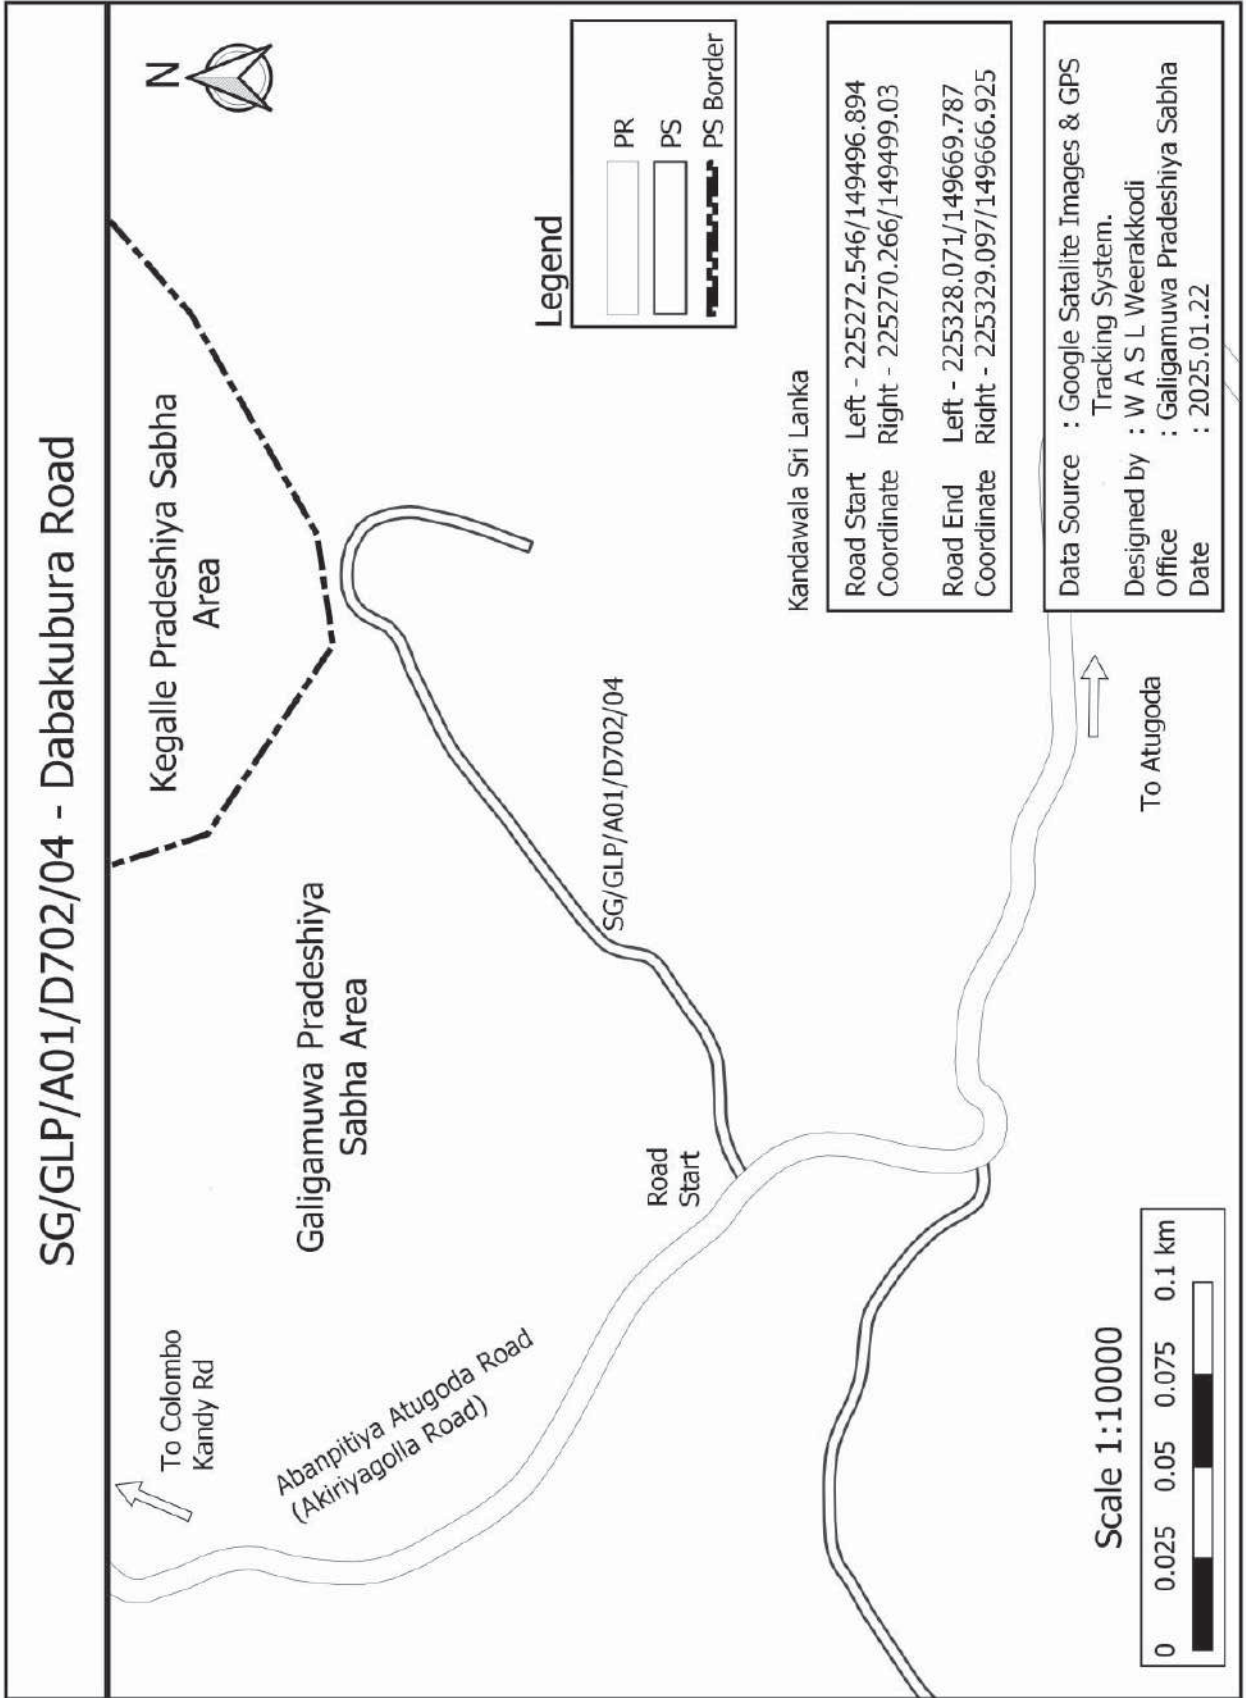 SG/GLP/A01/D702/04 - Dabakubura Road
N
Kegalle Pradeshiya Sabha
Area
To Colombo
Kandy Rd
Galigamuwa Pradeshiya
Sabha Area
Abanpitiya Atugoda Road
(Akiriyagolla Road)
Road
Start
SG/GLP/A01/D702/04
Legend
PR
PS
PS Border
Kandawala Sri Lanka
Road Start Left - 225272.546/149496.894
Coordinate Right - 225270.266/149499.03
Road End Left - 225328.071/149669.787
Coordinate Right - 225329.097/149666.925
Data Source : Google Satalite Images & GPS
Tracking System.
Designed by : W A S L Weerakkodi
Office : Galigamuwa Pradeshiya Sabha
Date : 2025.01.22
To Atugoda
Scale 1:10000
0 0.025 0.05 0.075 0.1 km